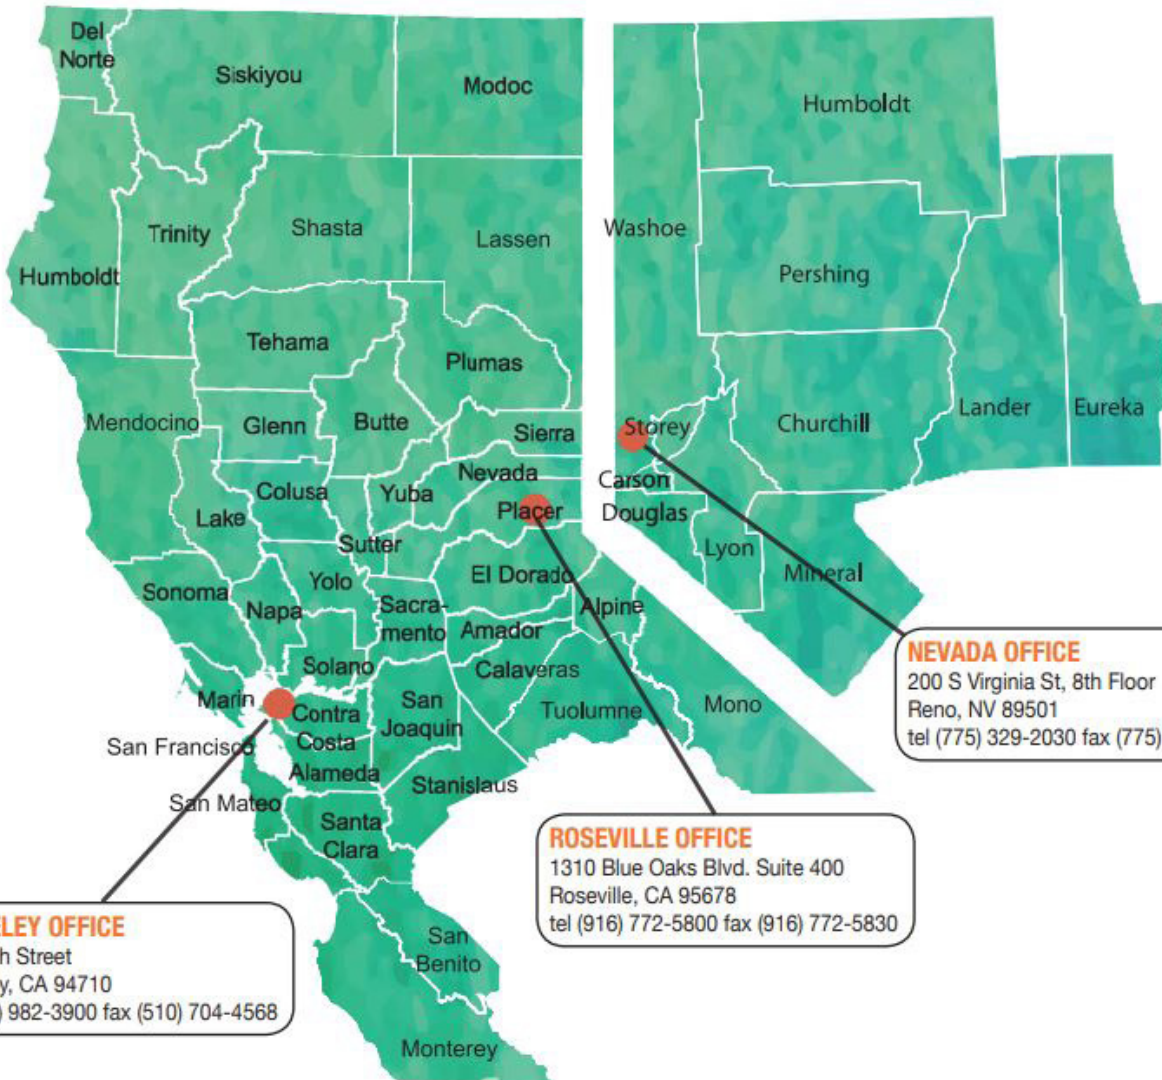 Del
Norte
Siskiyou
Modoc
Humboldt
Trinity
Shasta
Lassen
Washoe
Pershing
Humboldt
Tehama
Plumas
Mendocino
Glenn
Butte
Sierra
Storey
Churchill
Lander
Eureka
Nevada
Colusa
Yuba
Carson
Lake
Placer
Douglas
Sutter
Lyon
Sonoma
Yolo
El Dorado
Mineral
Napa
Sacra-
mento
Alpine
Amador
Solano
Calaveras
Marin
Contra
Costa
San
Joaquin
Tuolumne
Mono
San Francisco
Alameda
Stanislaus
San Mateo
Santa
Clara
San
Benito
Monterey
NEVADA OFFICE
200 S Virginia St, 8th Floor
Reno, NV 89501
tel (775) 329-2030 fax (775)
ROSEVILLE OFFICE
1310 Blue Oaks Blvd. Suite 400
Roseville, CA 95678
tel (916) 772-5800 fax (916) 772-5830
ELEY OFFICE
h Street
y, CA 94710
) 982-3900 fax (510) 704-4568